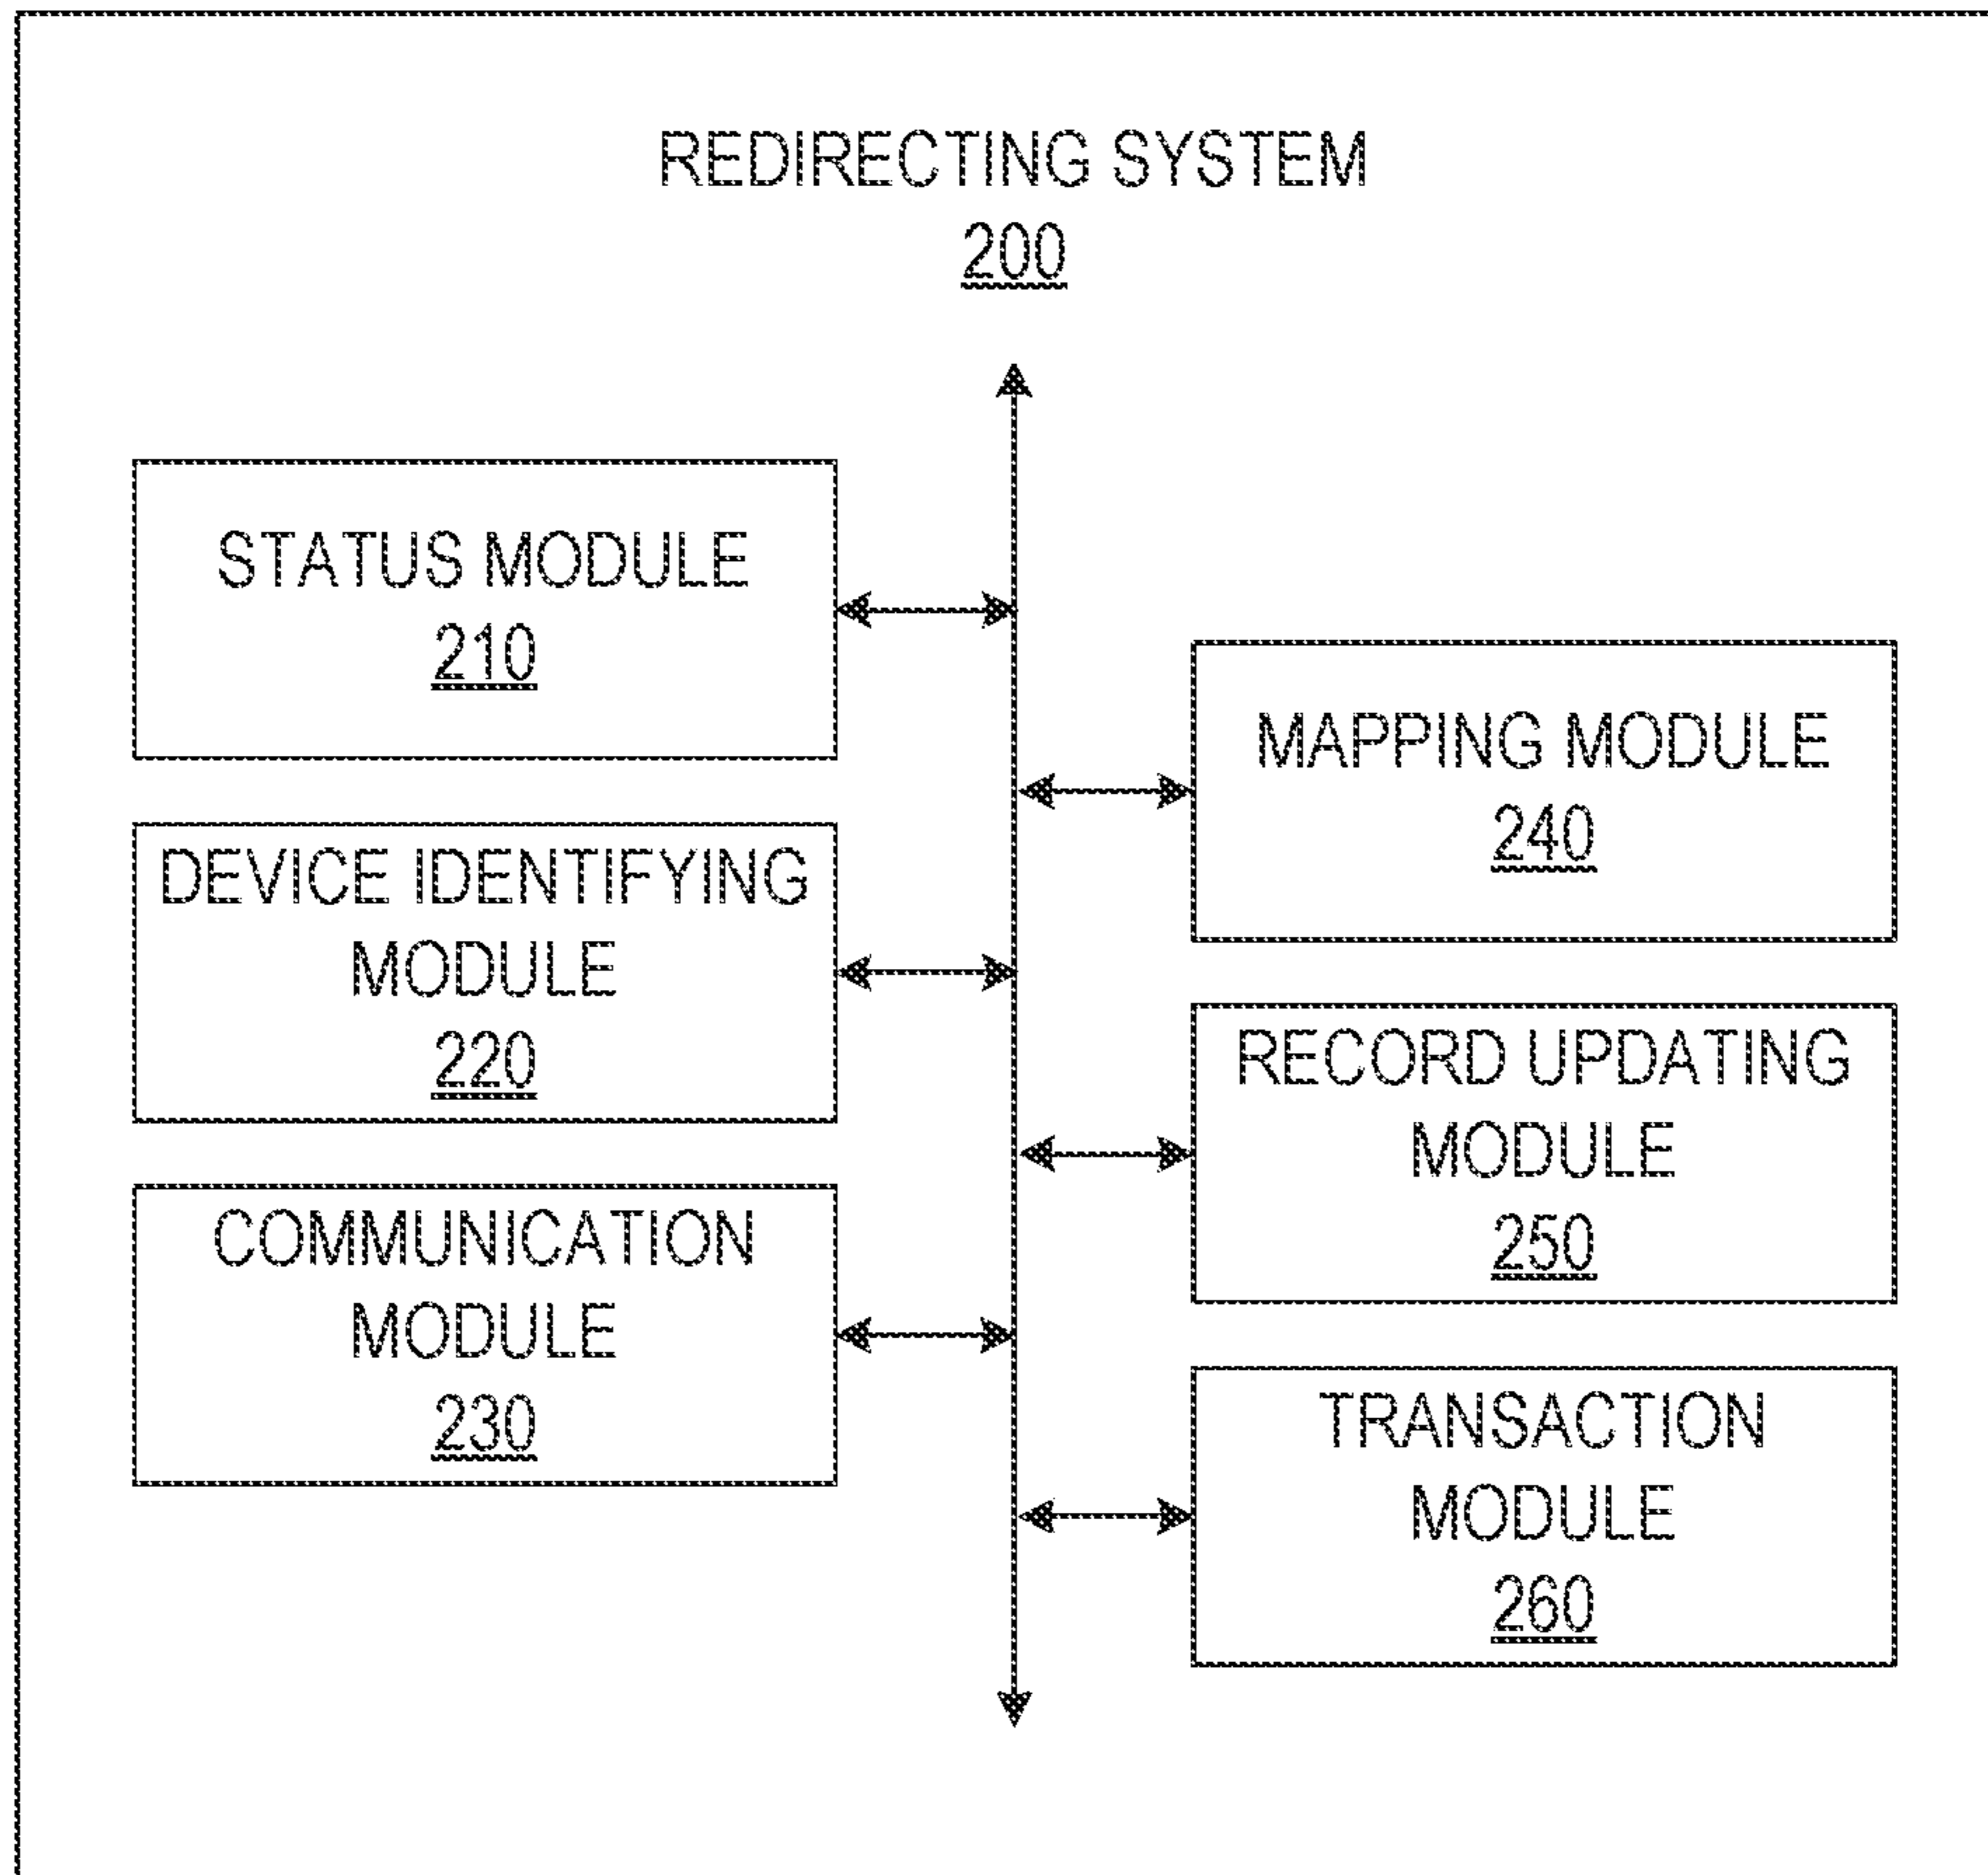 REDIRECTING SYSTEM
200
STATUS MODULE
210
DEVICE IDENTIFYING
MODULE
220
COMMUNICATION
MODULE
230
MAPPING MODULE
240
RECORD UPDATING
MODULE
250
TRANSACTION
MODULE
260